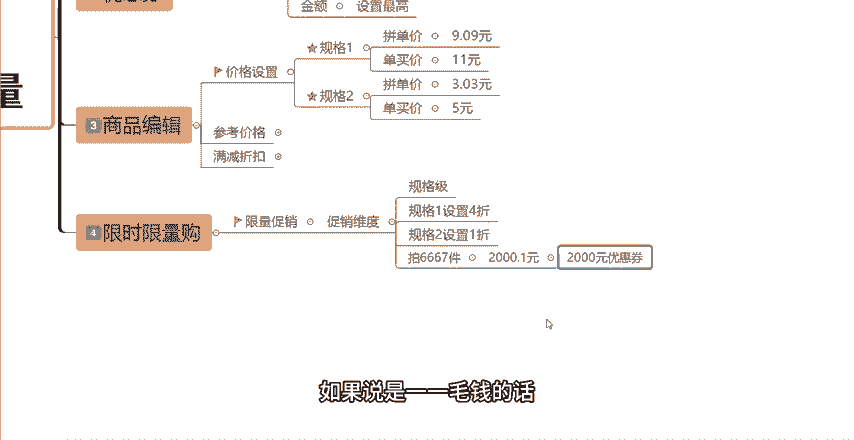 金额 设置最高
规格1 拼单价 9.09元
单买价 11元
价格设置
规格2 拼单价 3.03元
单买价 5元
量
3 商品编辑
参考价格
满减折扣
规格级
4 限时限量购 限量促销 促销维度 规格1设置4折
规格2设置1折
拍6667件 2000.1元 2000元优惠券
如果说是一一毛钱的话